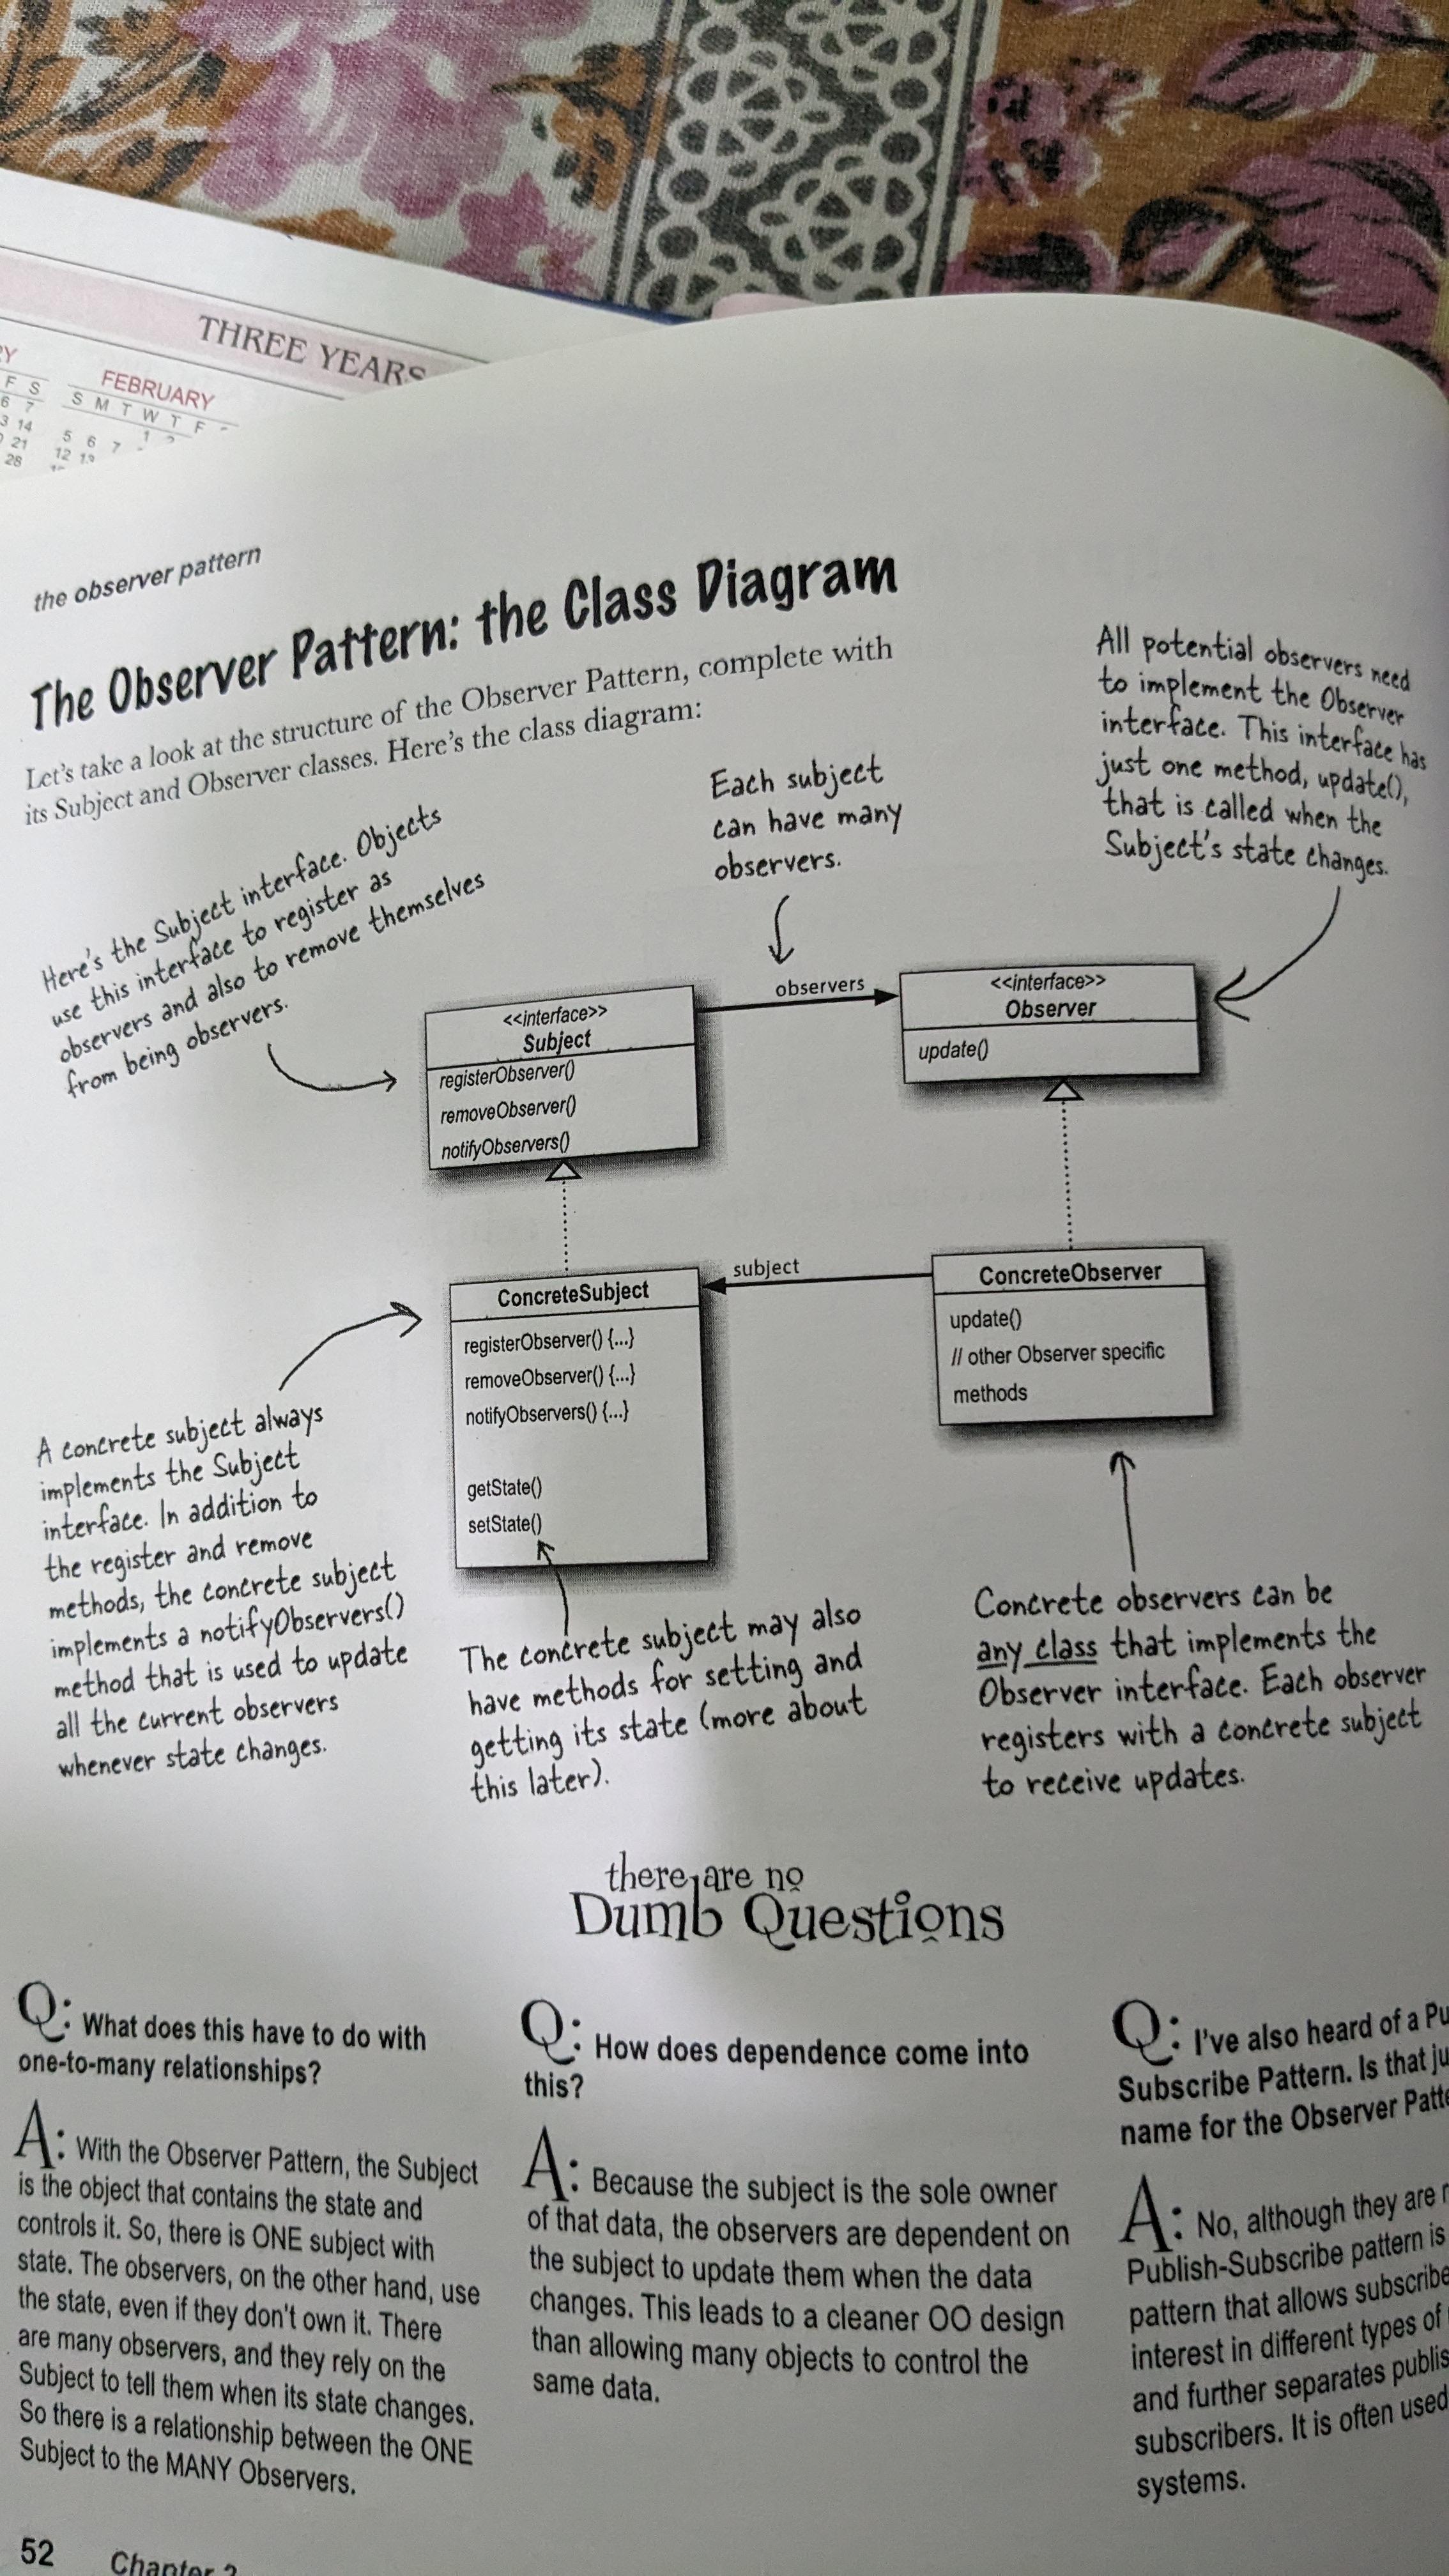 THREE YEARS
FEBRUARY
F S
S M T W T F
6 7
1
14
5 6 7
21
12
28
the observer pattern
The Observer Pattern: the Class Diagram
Let's take a look at the structure of the Observer Pattern, complete with
its Subject and Observer classes. Here's the class diagram:
Here's the Subject interface. Objects
use this interface to register as
observers and also to remove themselves
from being observers.
Each subject
can have many
observers.
All potential observers need
to implement the Observer
interface. This interface has
just one method, update(),
that is called when the
Subject's state changes.
<<interface>>
Subject
registerObserver()
removeObserver()
notifyObservers()
observers
<<interface>>
Observer
update()
ConcreteSubject
registerObserver() {...}
removeObserver() {...}
notifyObservers() {...}
getState()
setState()
subject
ConcreteObserver
update()
// other Observer specific
methods
A concrete subject always
implements the Subject
interface. In addition to
the register and remove
methods, the concrete subject
implements a notifyObservers()
method that is used to update
all the current observers
whenever state changes.
The concrete subject may also
have methods for setting and
getting its state (more about
this later).
Concrete observers can be
any class that implements the
Observer interface. Each observer
registers with a concrete subject
to receive updates.
there are no
Dumb Questions
Q: What does this have to do with
one-to-many relationships?
A: With the Observer Pattern, the Subject
is the object that contains the state and
controls it. So, there is ONE subject with
state. The observers, on the other hand, use
the state, even if they don't own it. There
are many observers, and they rely on the
Subject to tell them when its state changes.
So there is a relationship between the ONE
Subject to the MANY Observers.
Q: How does dependence come into
this?
A: Because the subject is the sole owner
of that data, the observers are dependent on
the subject to update them when the data
changes. This leads to a cleaner OO design
than allowing many objects to control the
same data.
Q: I've also heard of a
Subscribe Pattern. Is that
name for the Observer
A: No, although they are
Publish-Subscribe pattern is
pattern that allows
interest in different types of
and further separates
subscribers. It is often used
systems.
52 Chapter 2